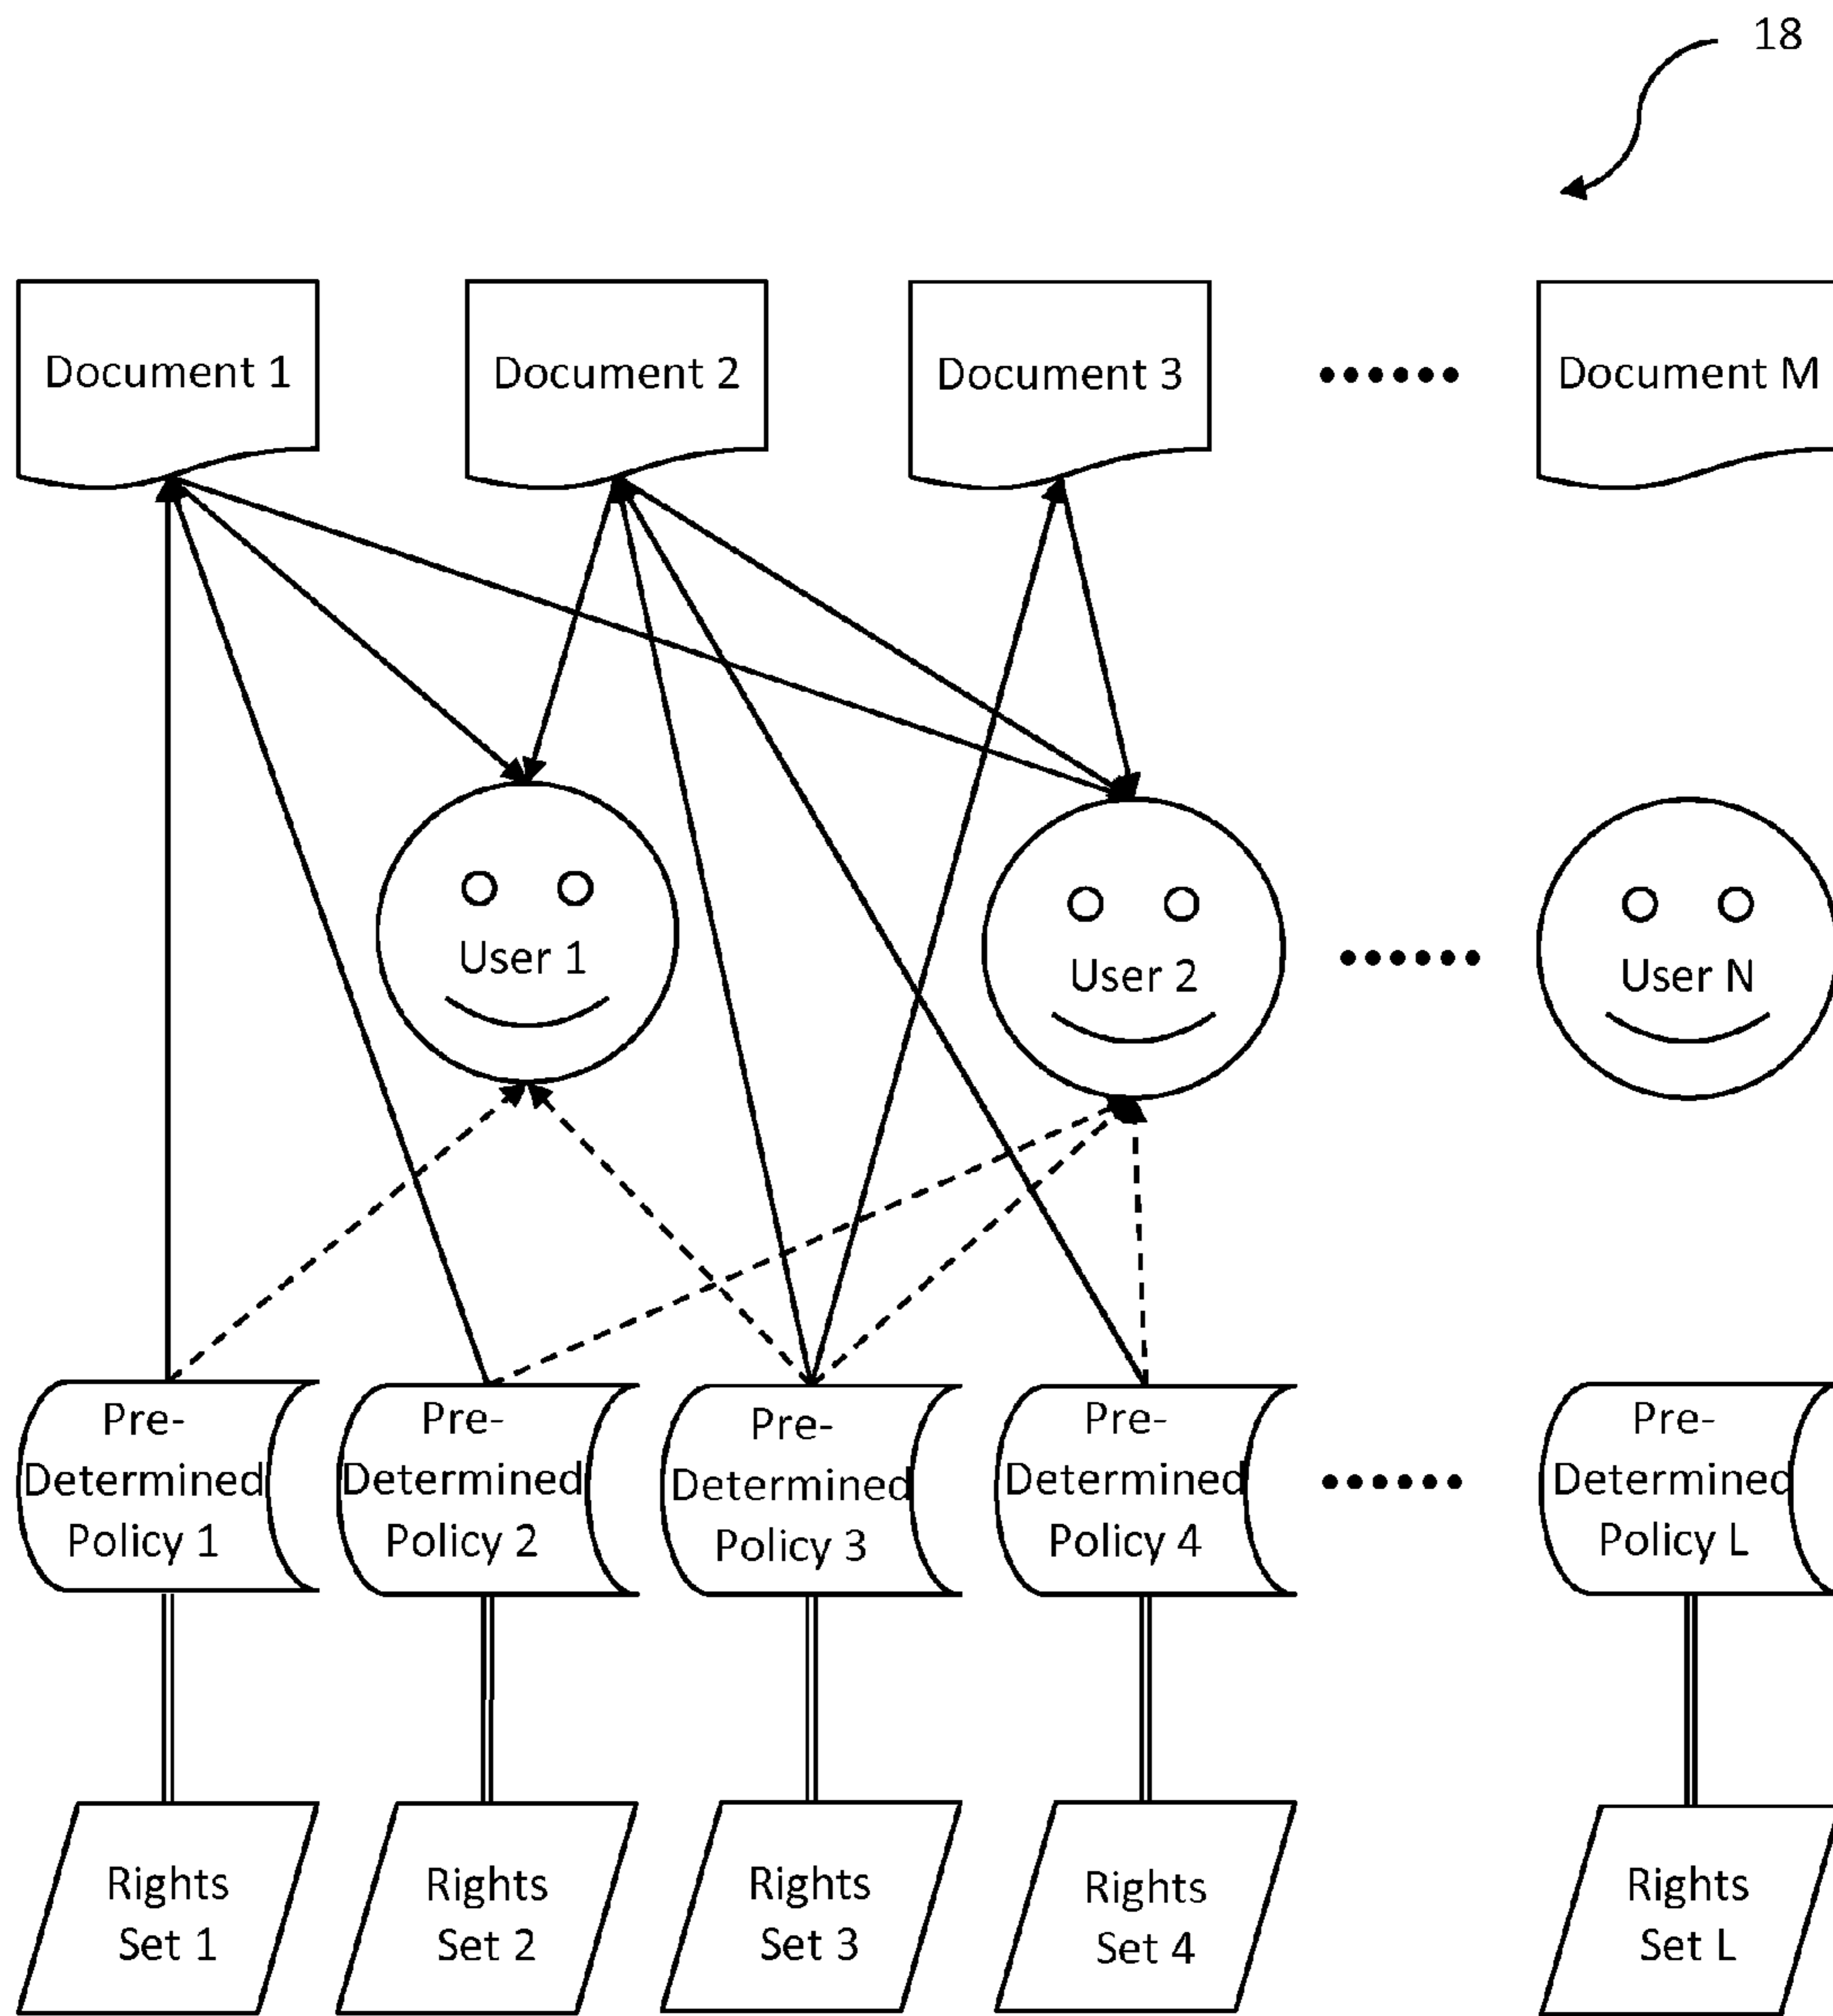 18
Document 1
Document 2
Document 3
Document M
User 1
User 2
User N
Pre-
Determined
Policy 1
Pre-
Determined
Policy 2
Pre-
Determined
Policy 3
Pre-
Determined
Policy 4
Pre-
Determined
Policy L
Rights
Set 1
Rights
Set 2
Rights
Set 3
Rights
Set 4
Rights
Set L